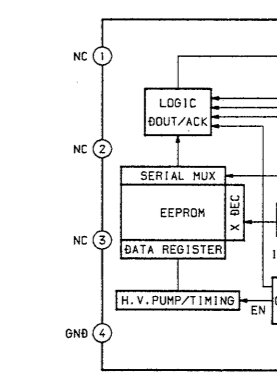 NC 1
LOGIC
DOUT/ACK
NC 2
SERIAL MUX
EEPROM
X DEC
NC 3
DATA REGISTER
H.V.PUMP/TIMING
EN
GND 4